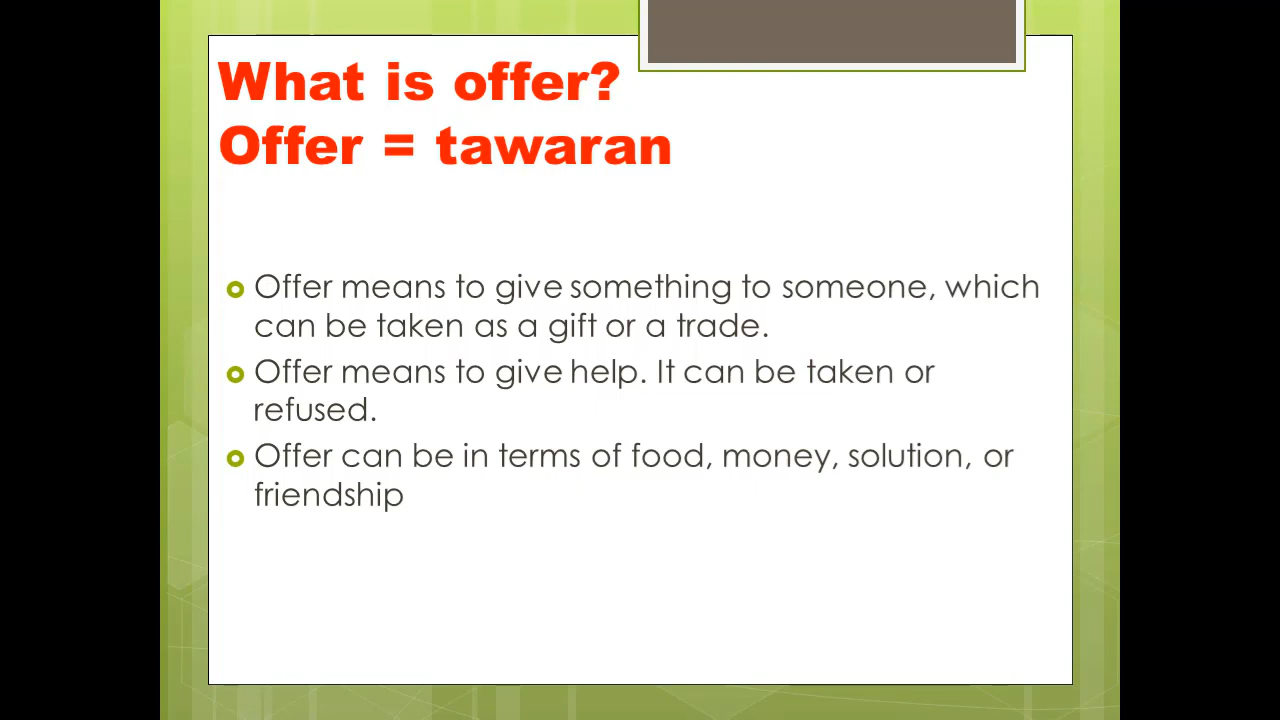 What is offer?
Offer = tawaran
Offer means to give something to someone, which
can be taken as a gift or a trade.
Offer means to give help. It can be taken or
refused.
Offer can be in terms of food, money, solution, or
friendship